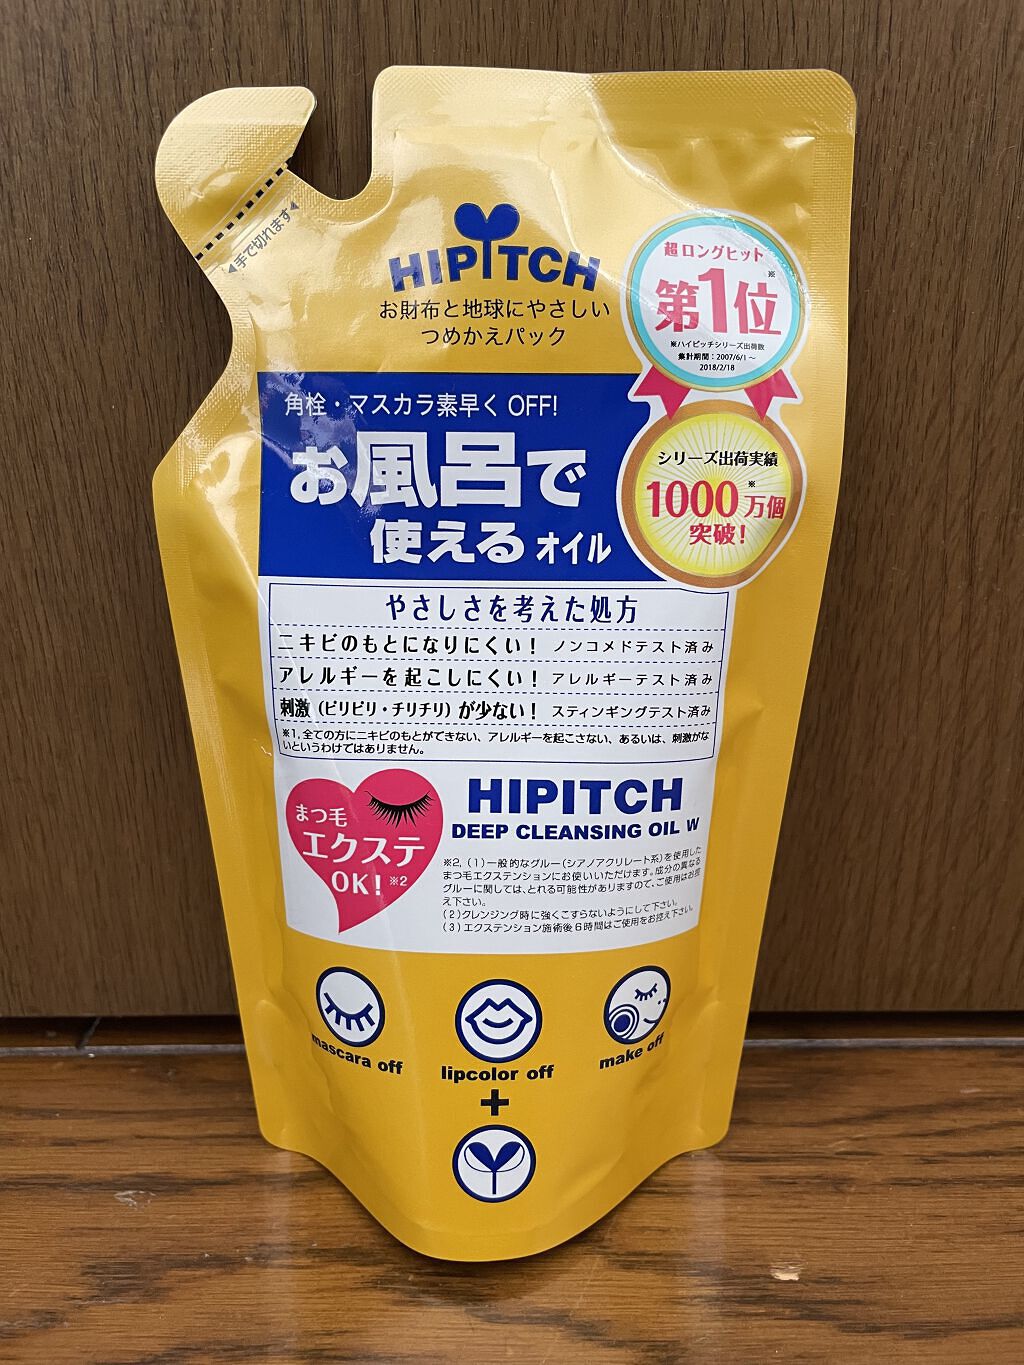 ◀手で切れます◀
HIPITCH
お財布と地球にやさしい
つめかえパック
超ロングヒット
第1位※
※ハイピッチシリーズ出荷数
集計期間：2007/6/1～
2018/2/18
シリーズ出荷実績
1000※万個
突破！
角栓・マスカラ素早く OFF!
お風呂で
使えるオイル
やさしさを考えた処方
ニキビのもとになりにくい！ ノンコメドテスト済み
アレルギーを起こしにくい！ アレルギーテスト済み
刺激（ピリピリ・チリチリ）が少ない！ スティンギングテスト済み
※1, 全ての方にニキビのもとができない、アレルギーを起こさない、あるいは、刺激がな
いというわけではありません。
まつ毛
エクステ
OK!※2
HIPITCH
DEEP CLEANSING OIL W
※2,（1）一般的なグルー（シアノアクリレート系）を使用した
まつ毛エクステンションにお使いいただけます。成分の異なる
グルーに関しては、とれる可能性がありますので、ご使用はお控
え下さい。
（2）クレンジング時に強くこすらないようにして下さい。
（3）エクステンション施術後6時間はご使用をお控え下さい。
mascara off
lipcolor off
make off
+